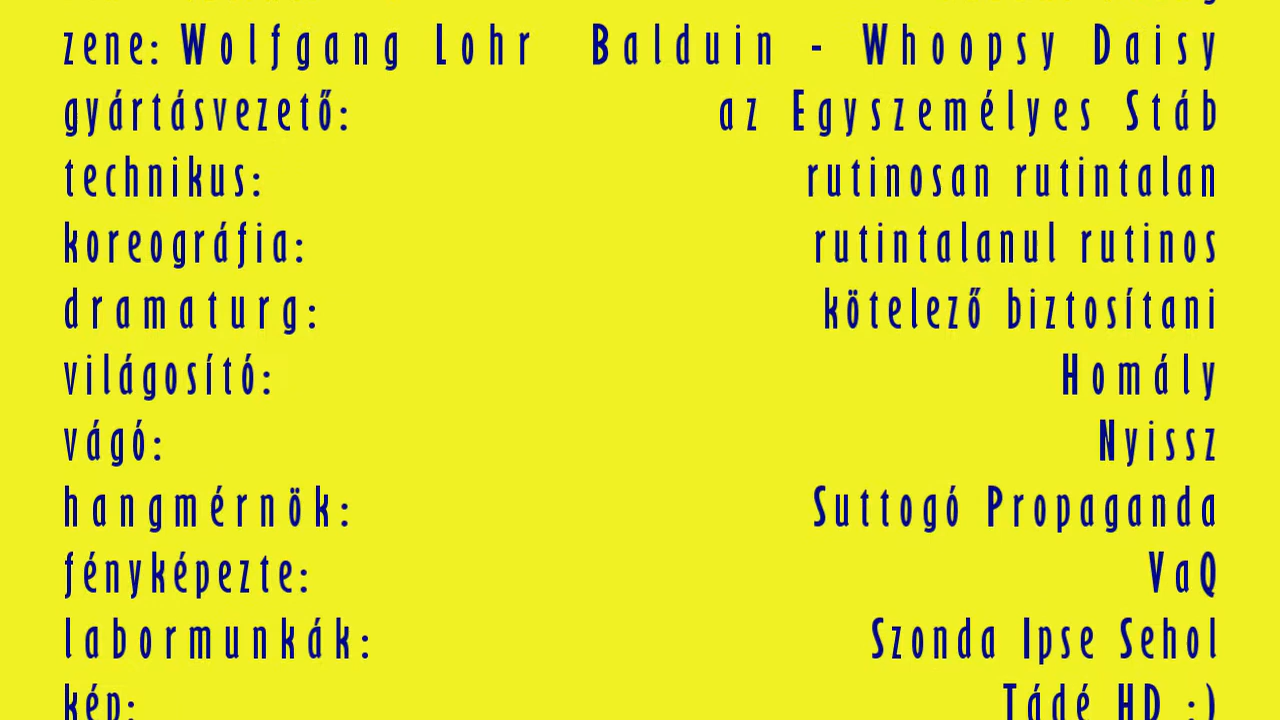 zene: Wolfgang Lohr Balduin - Whoopsy Daisy
gyártásvezető: az Egyszemélyes Stáb
technikus: rutinosan rutintalan
koreográfia: rutintalanul rutinos
dramaturg: kötelező biztosítani
világosító: Homály
vágó: Nyissz
hangmérnök: Suttogó Propaganda
fényképezte: VaQ
labormunkák: Szonda Ipse Sehol
kép: Tádé HD :)